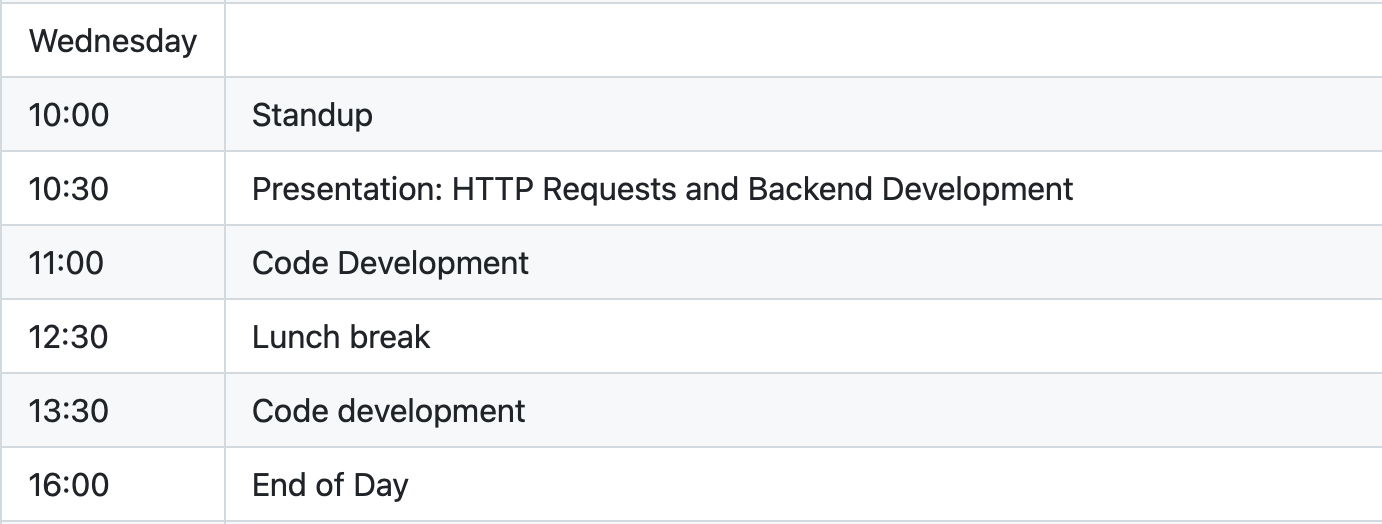 Wednesday
10:00 Standup
10:30 Presentation: HTTP Requests and Backend Development
11:00 Code Development
12:30 Lunch break
13:30 Code development
16:00 End of Day